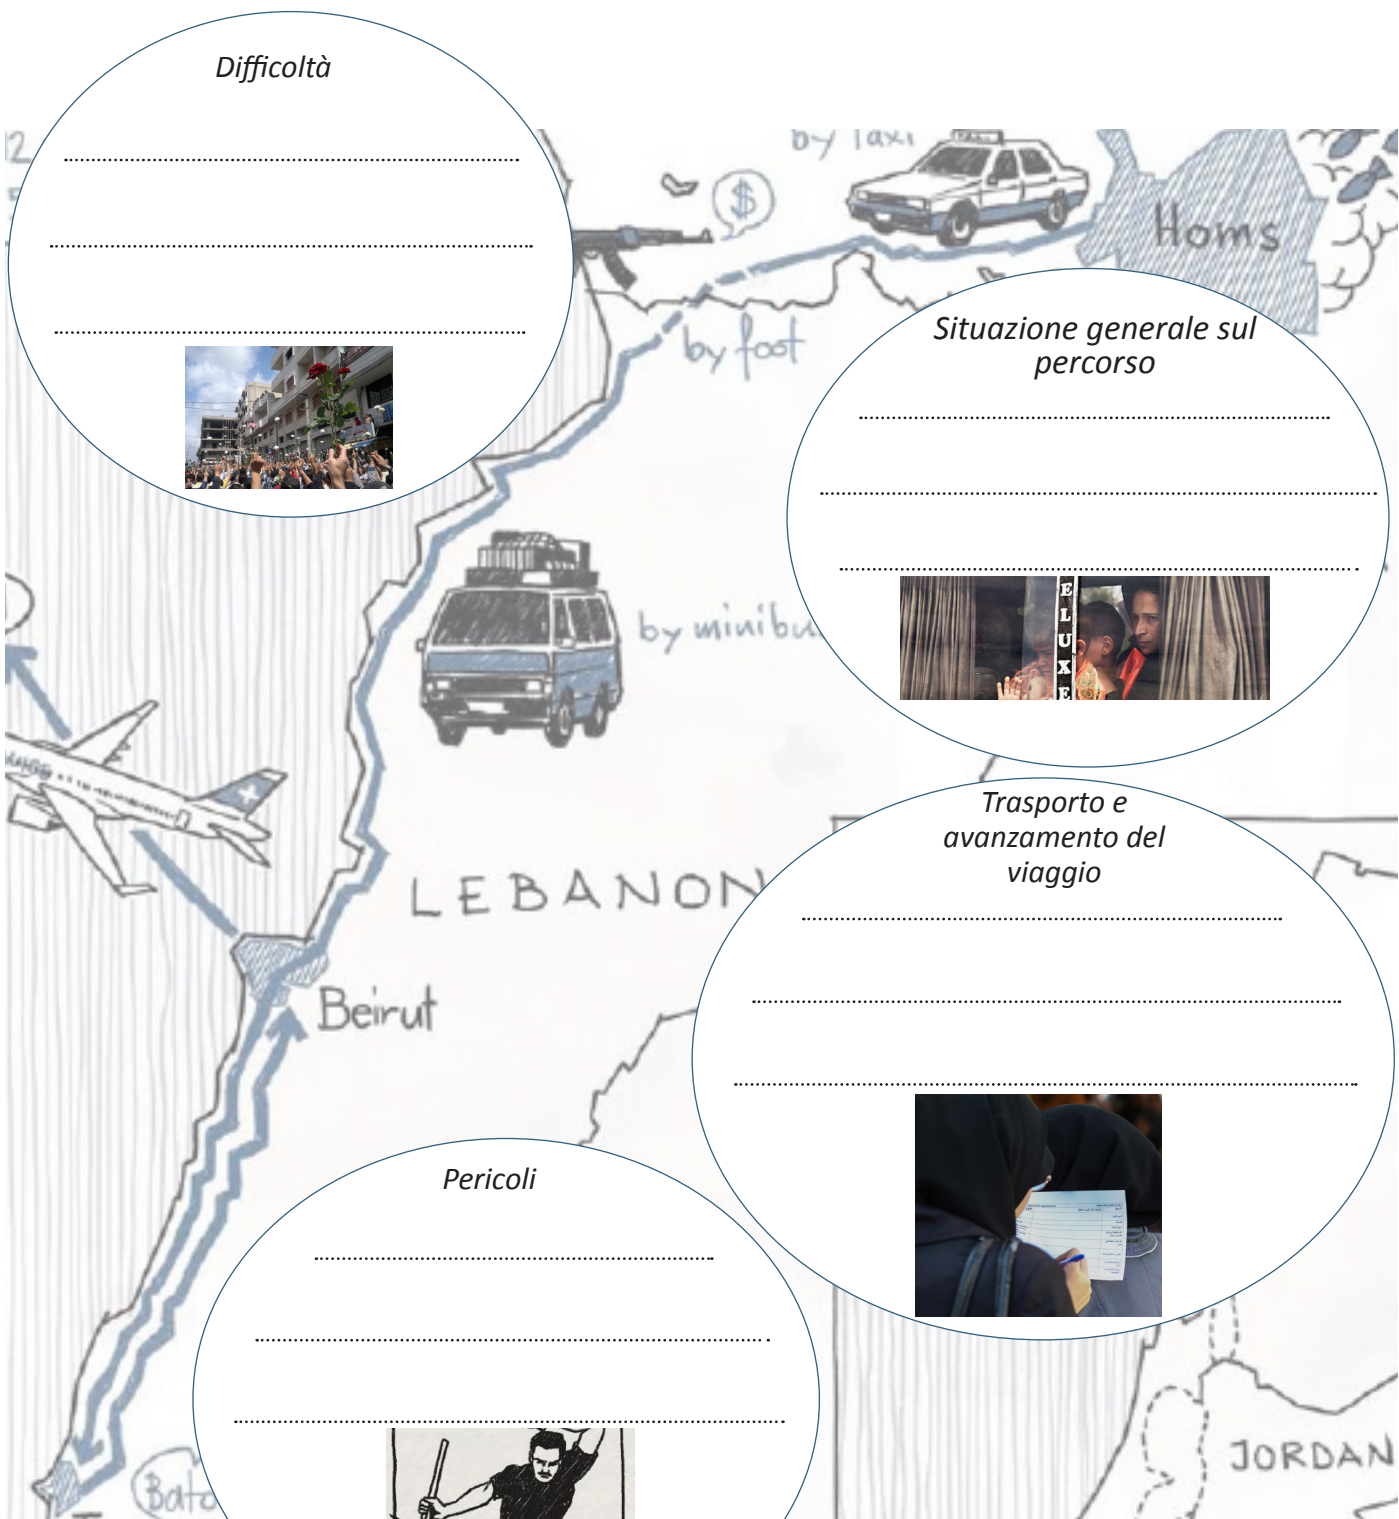 Difficoltà
2
by Taxi
$
Homs
by foot
Situazione generale sul
percorso
by minibu
E
L
U
X
E
Trasporto e
avanzamento del
viaggio
LEBANON
Beirut
Pericoli
JORDAN